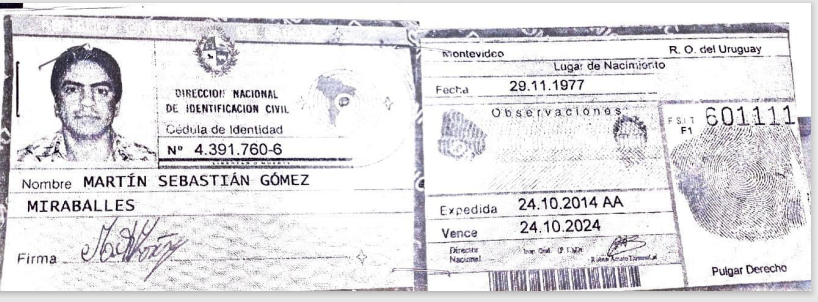 DIRECCION NACIONAL
DE IDENTIFICACION CIVIL
Cédula de Identidad
Nº 4.391.760-6
Nombre MARTÍN SEBASTIÁN GÓMEZ
MIRABALLES
Firma
Montevideo R. O. del Uruguay
Lugar de Nacimiento
Fecha 29.11.1977
Observaciones
601111
F1
Expedida 24.10.2014 AA
Vence 24.10.2024
Director
Nacional
Pulgar Derecho